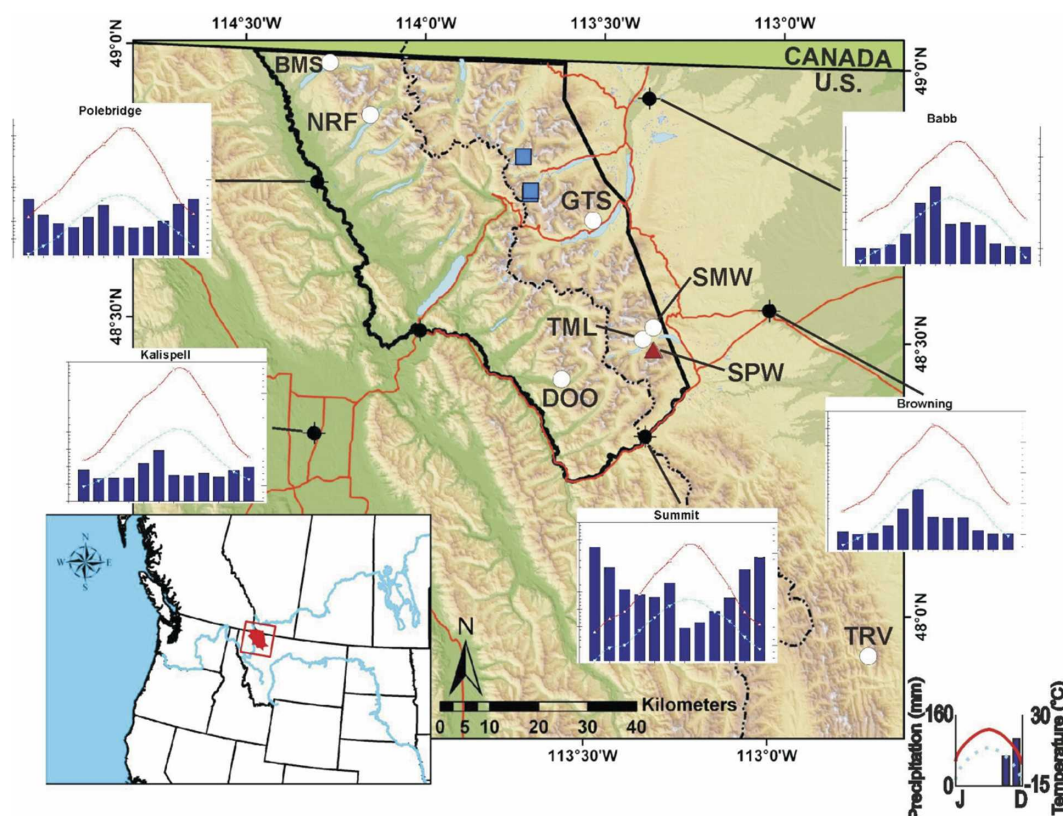 114°30'W 114°0'W 113°30'W 113°0'W
49°0'N
CANADA
U.S.
49°0'N
BMS
Polebridge
NRF
Babb
GTS
SMW
48°30'N
TML
48°30'N
SPW
Kalispell
DOO
Browning
Summit
N
W E
S
48°0'N
N
TRV
Kilometers
0 5 10 20 30 40
113°30'W 113°0'W
Precipitation (mm)
160
0
J D
30
-15
Temperature (°C)